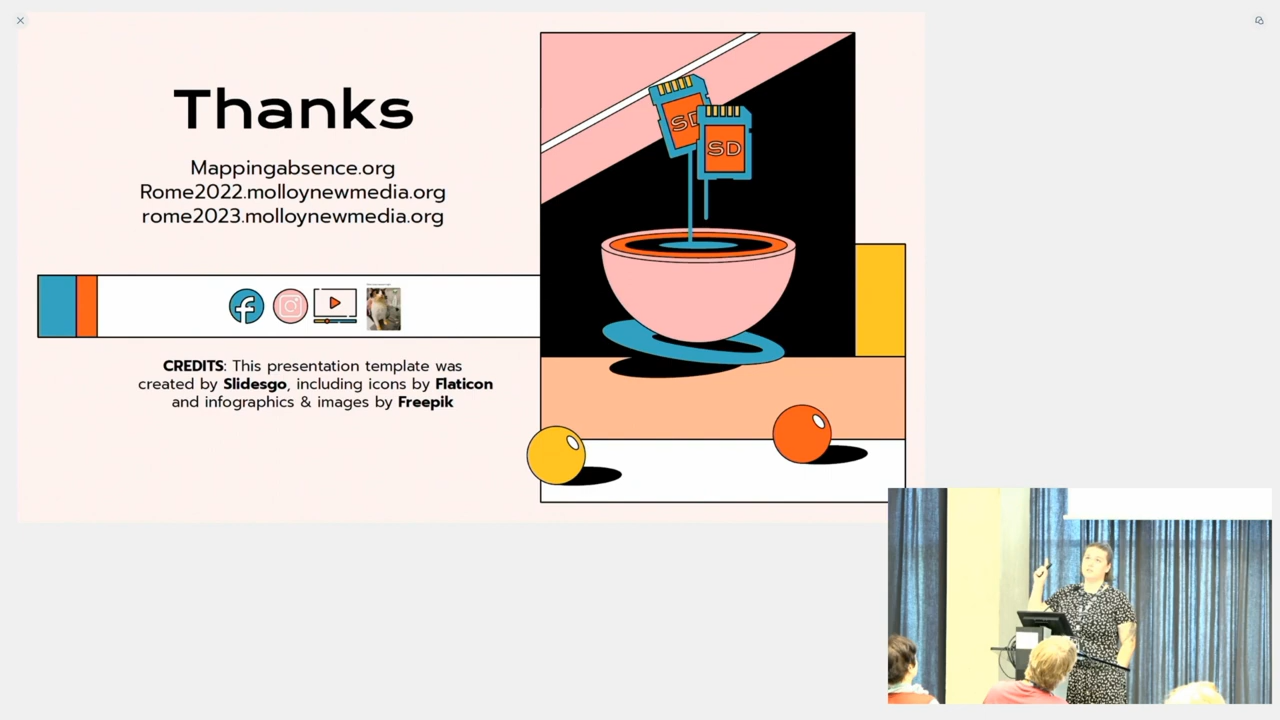 Thanks
Mappingabsence.org
Rome2022.molloynewmedia.org
rome2023.molloynewmedia.org
CREDITS: This presentation template was
created by Slidesgo, including icons by Flaticon
and infographics & images by Freepik
SD
SD